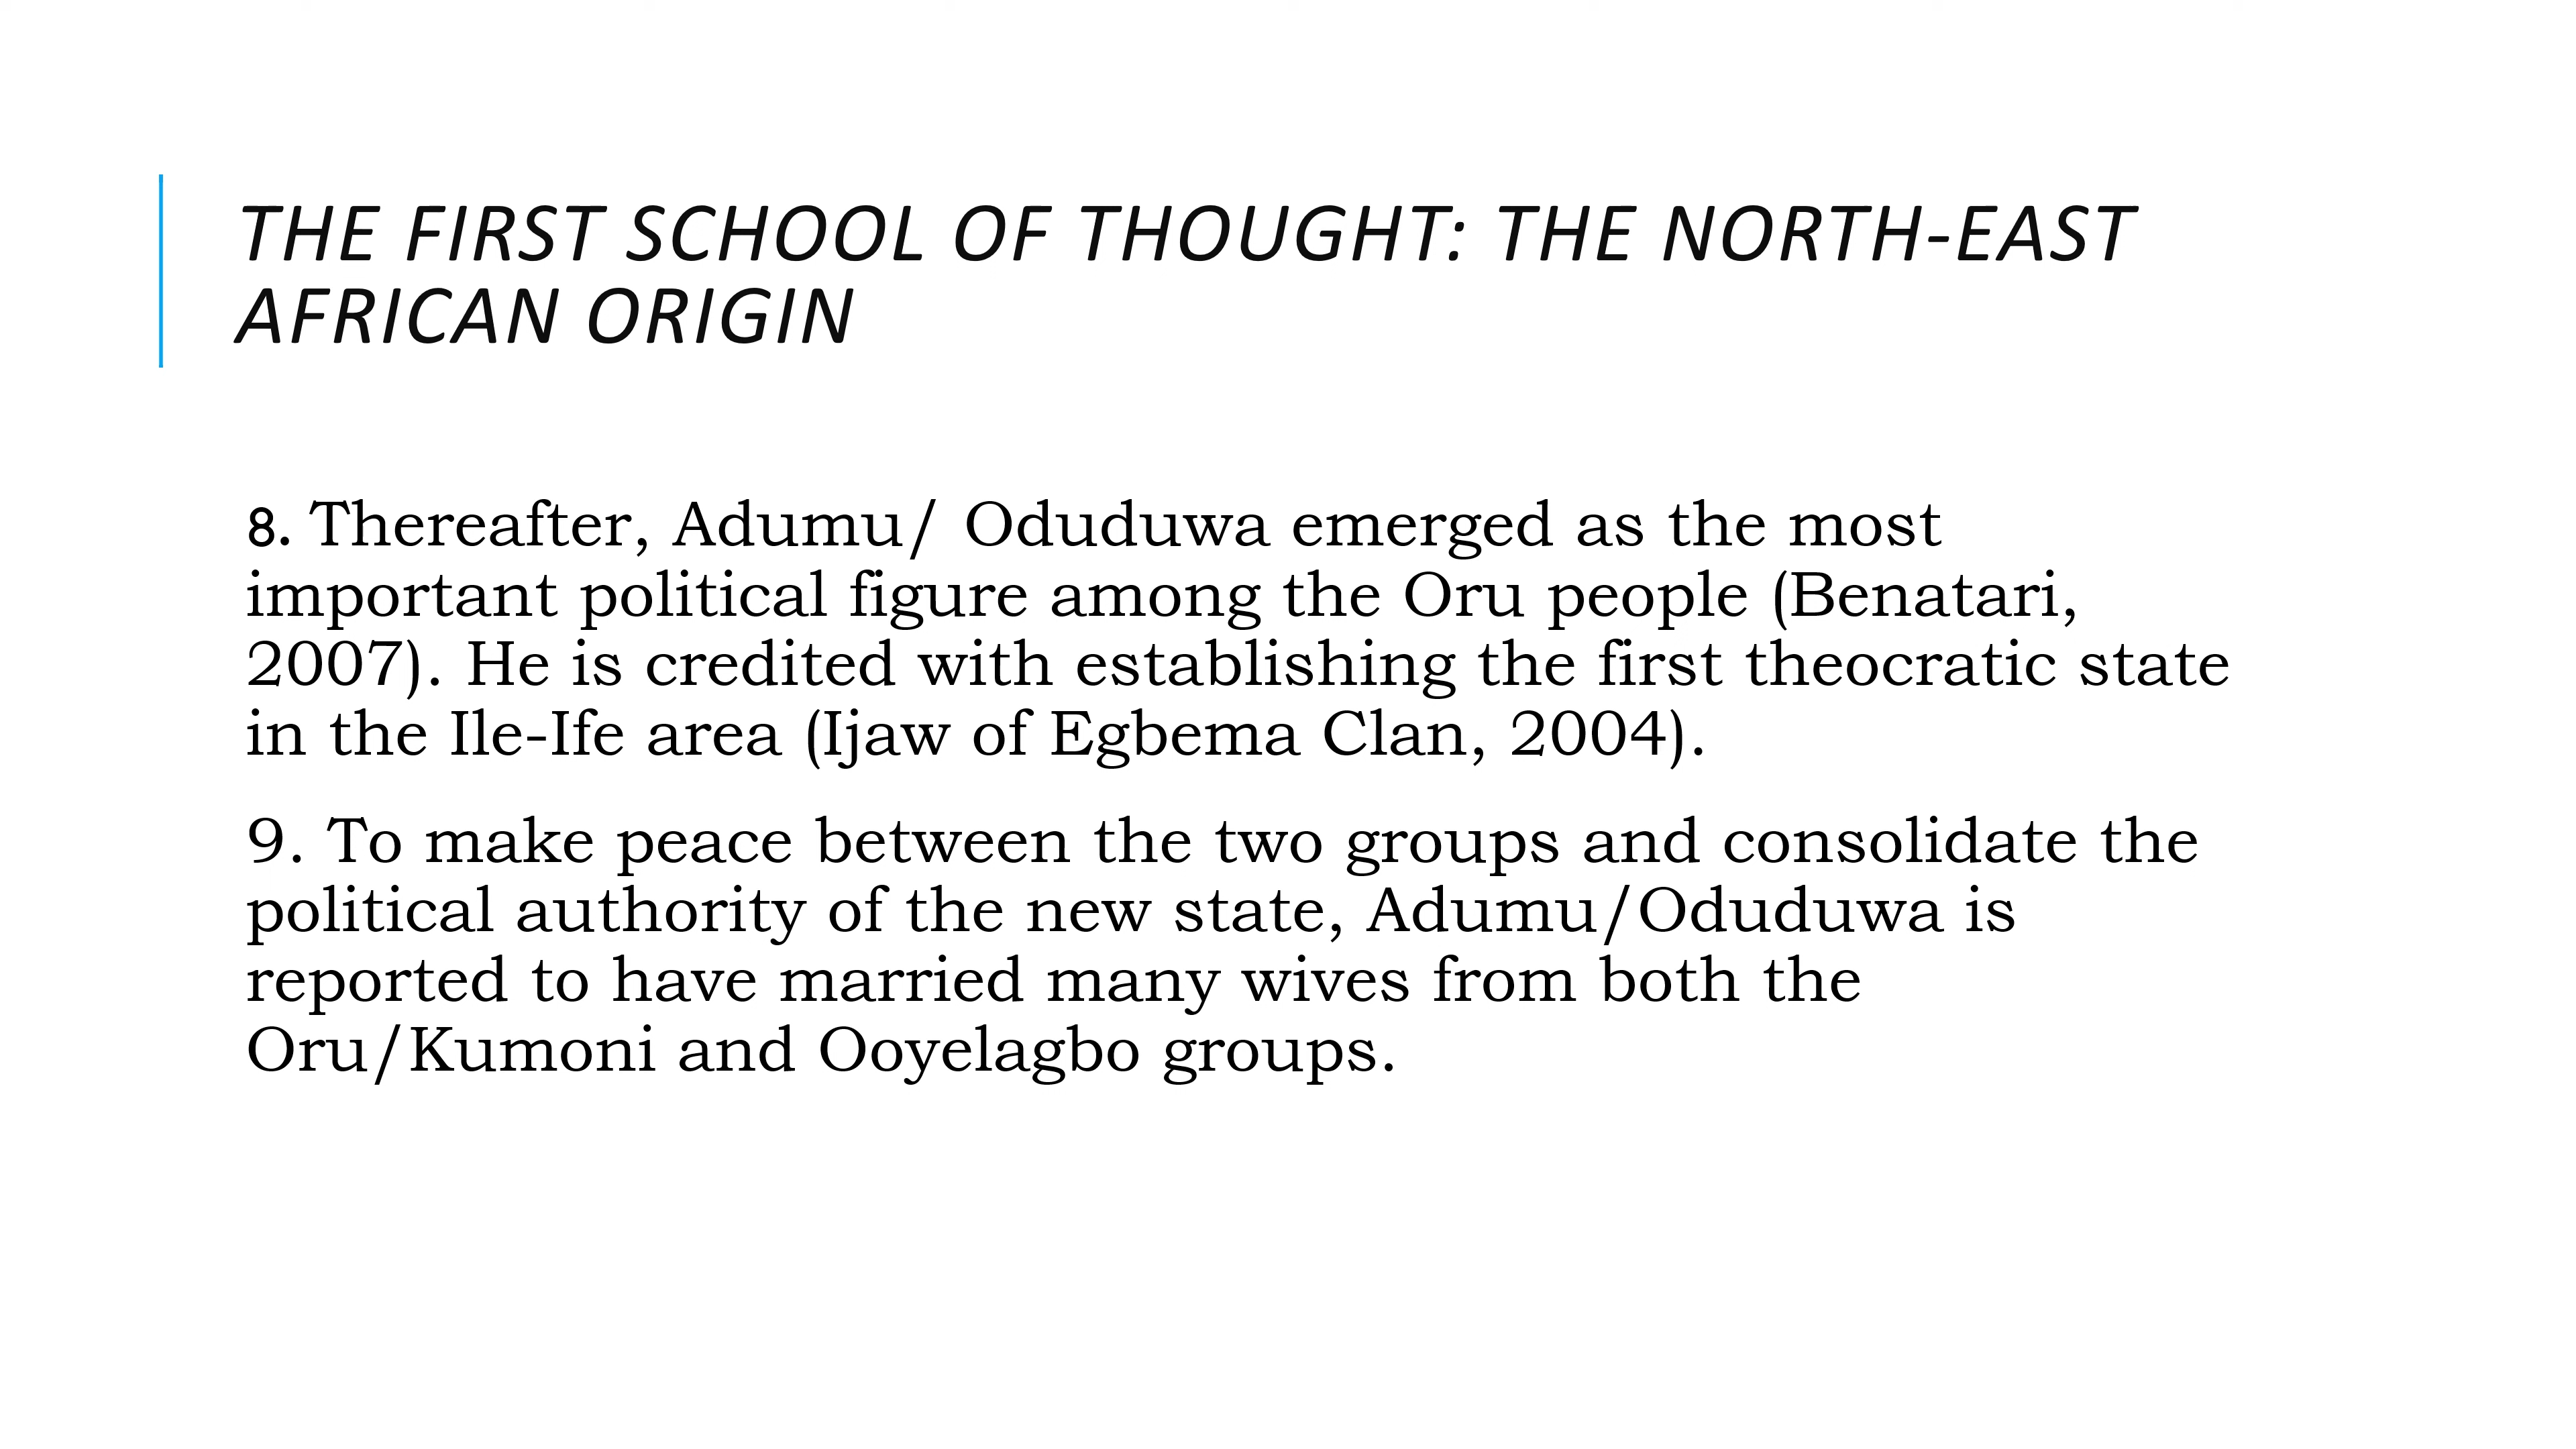 THE FIRST SCHOOL OF THOUGHT: THE NORTH-EAST
AFRICAN ORIGIN
8. Thereafter, Adumu/ Oduduwa emerged as the most
important political figure among the Oru people (Benatari,
2007). He is credited with establishing the first theocratic state
in the Ile-Ife area (Ijaw of Egbema Clan, 2004).
9. To make peace between the two groups and consolidate the
political authority of the new state, Adumu/Oduduwa is
reported to have married many wives from both the
Oru/Kumoni and Ooyelagbo groups.